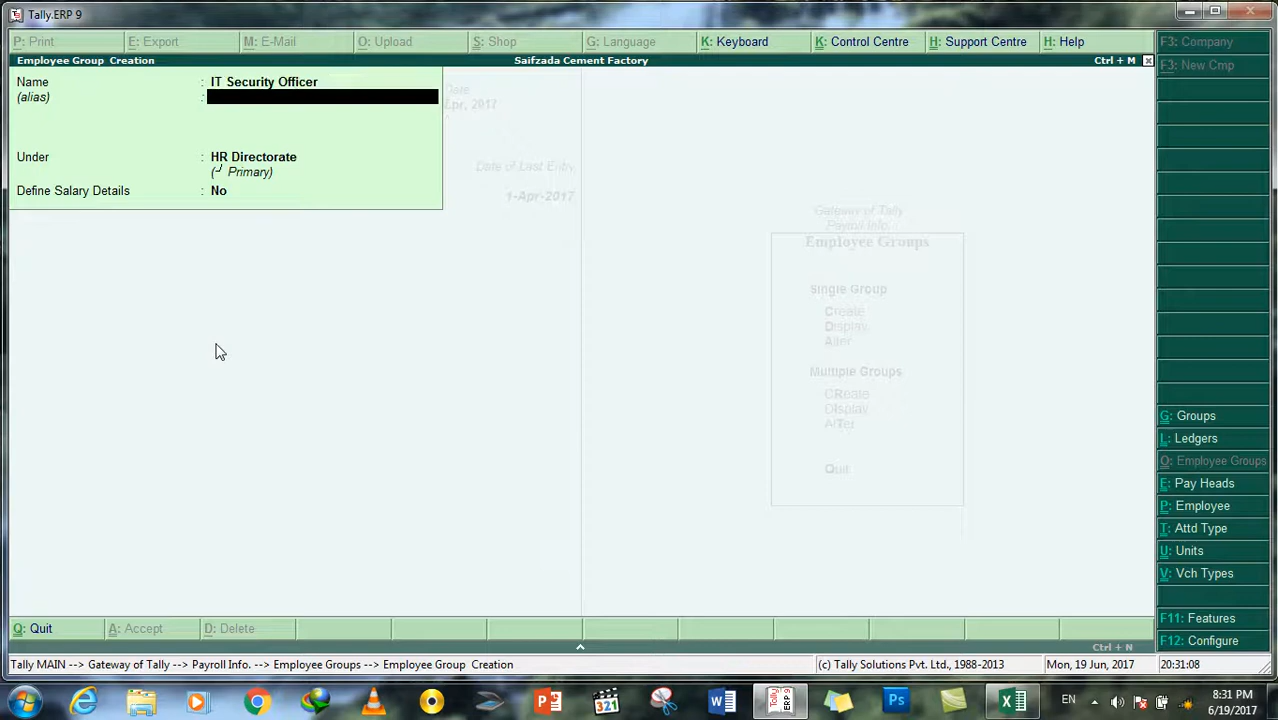 Tally.ERP 9
P: Print
E: Export
M: E-Mail
O: Upload
S: Shop
G: Language
K: Keyboard
K: Control Centre
H: Support Centre
H: Help
F3: Company
F3: New Cmp
Employee Group Creation
Saifzada Cement Factory
Ctrl + M
Name : IT Security Officer
(alias) :
Under : HR Directorate
(┘ Primary)
Define Salary Details : No
Date of Last Entry
1-Apr-2017
Gateway of Tally
Payroll Info.
Employee Groups
Single Group
Create
Display
Alter
Multiple Groups
CReate
DIsplay
AlTer
Quit
G: Groups
L: Ledgers
O: Employee Groups
E: Pay Heads
P: Employee
T: Attd Type
U: Units
V: Vch Types
F11: Features
F12: Configure
Q: Quit
A: Accept
D: Delete
Ctrl + N
Tally MAIN --> Gateway of Tally --> Payroll Info. --> Employee Groups --> Employee Group Creation
(c) Tally Solutions Pvt. Ltd., 1988-2013
Mon, 19 Jun, 2017
20:31:08
EN
8:31 PM
6/19/2017